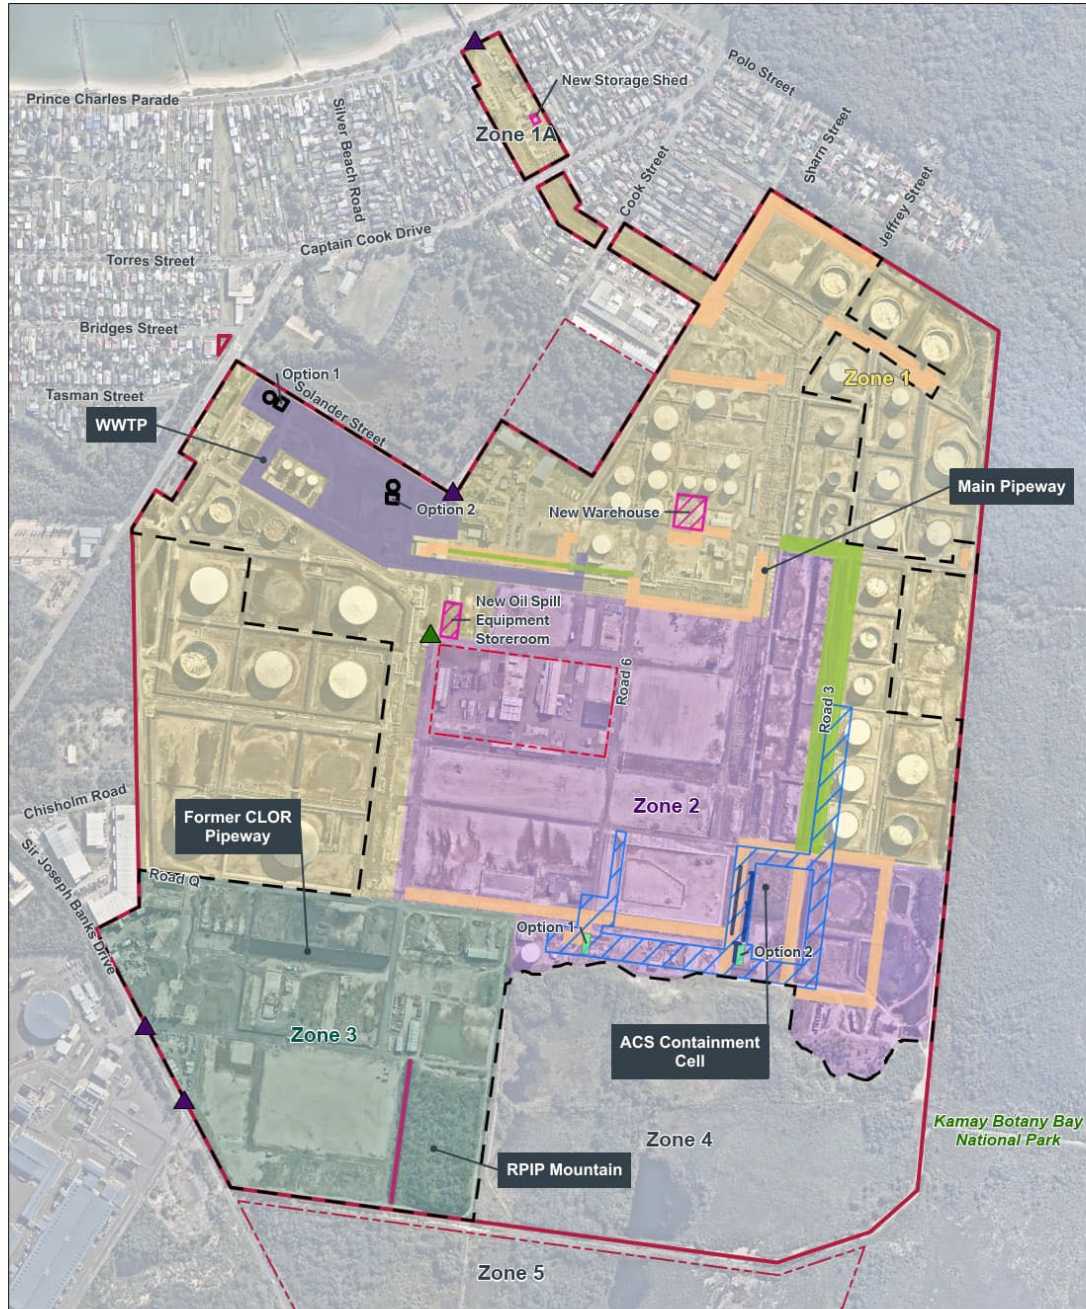 Polo Street
New Storage Shed
Prince Charles Parade
Silver Beach Road
Zone 1A
Sharn Street
Cook Street
Jeffrey Street
Captain Cook Drive
Torres Street
Bridges Street
Option 1
Zone 1
Solander Street
Tasman Street
WWTP
Main Pipeway
Option 2
New Warehouse
New Oil Spill
Equipment
Storeroom
Road 6
Road 3
Chisholm Road
Zone 2
Former CLOR
Pipeway
Sir Joseph Banks Drive
Road Q
Option 1
Option 2
Zone 3
ACS Containment
Cell
Kamay Botany Bay
National Park
Zone 4
RPIP Mountain
Zone 5